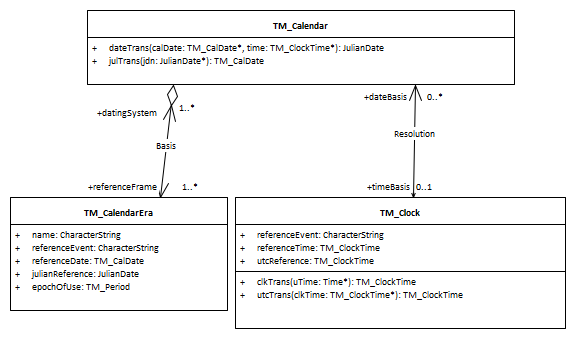 TM_Calendar
+ dateTrans(calDate: TM_CalDate*, time: TM_ClockTime*): JulianDate
+ julTrans(jdn: JulianDate*): TM_CalDate
+datingSystem
1..*
+dateBasis
0..*
Basis
Resolution
+referenceFrame
1..*
+timeBasis
0..1
TM_CalendarEra
+ name: CharacterString
+ referenceEvent: CharacterString
+ referenceDate: TM_CalDate
+ julianReference: JulianDate
+ epochOfUse: TM_Period
TM_Clock
+ referenceEvent: CharacterString
+ referenceTime: TM_ClockTime
+ utcReference: TM_ClockTime
+ clkTrans(uTime: Time*): TM_ClockTime
+ utcTrans(clkTime: TM_ClockTime*): TM_ClockTime